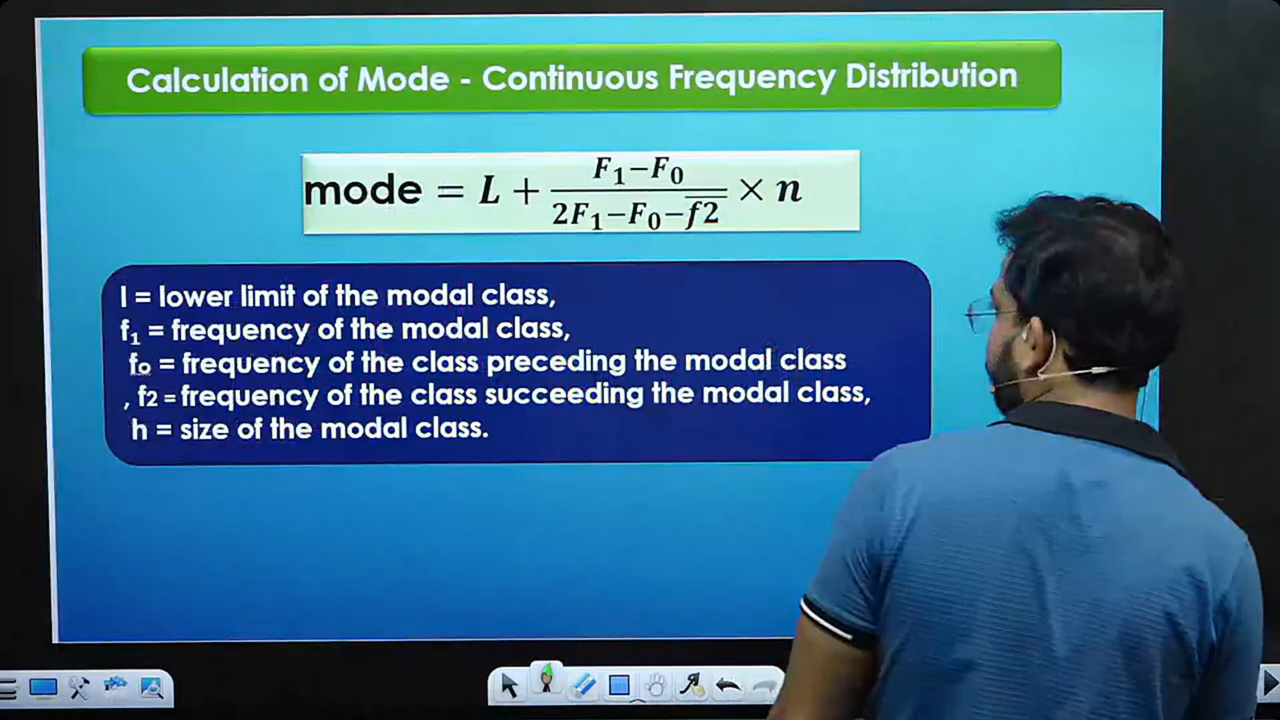 Calculation of Mode - Continuous Frequency Distribution
mode = L + \frac{F₁−F₀}{2F₁−F₀−\overline{f2}} × n
l = lower limit of the modal class,
f₁ = frequency of the modal class,
f₀ = frequency of the class preceding the modal class
, f2 = frequency of the class succeeding the modal class,
h = size of the modal class.